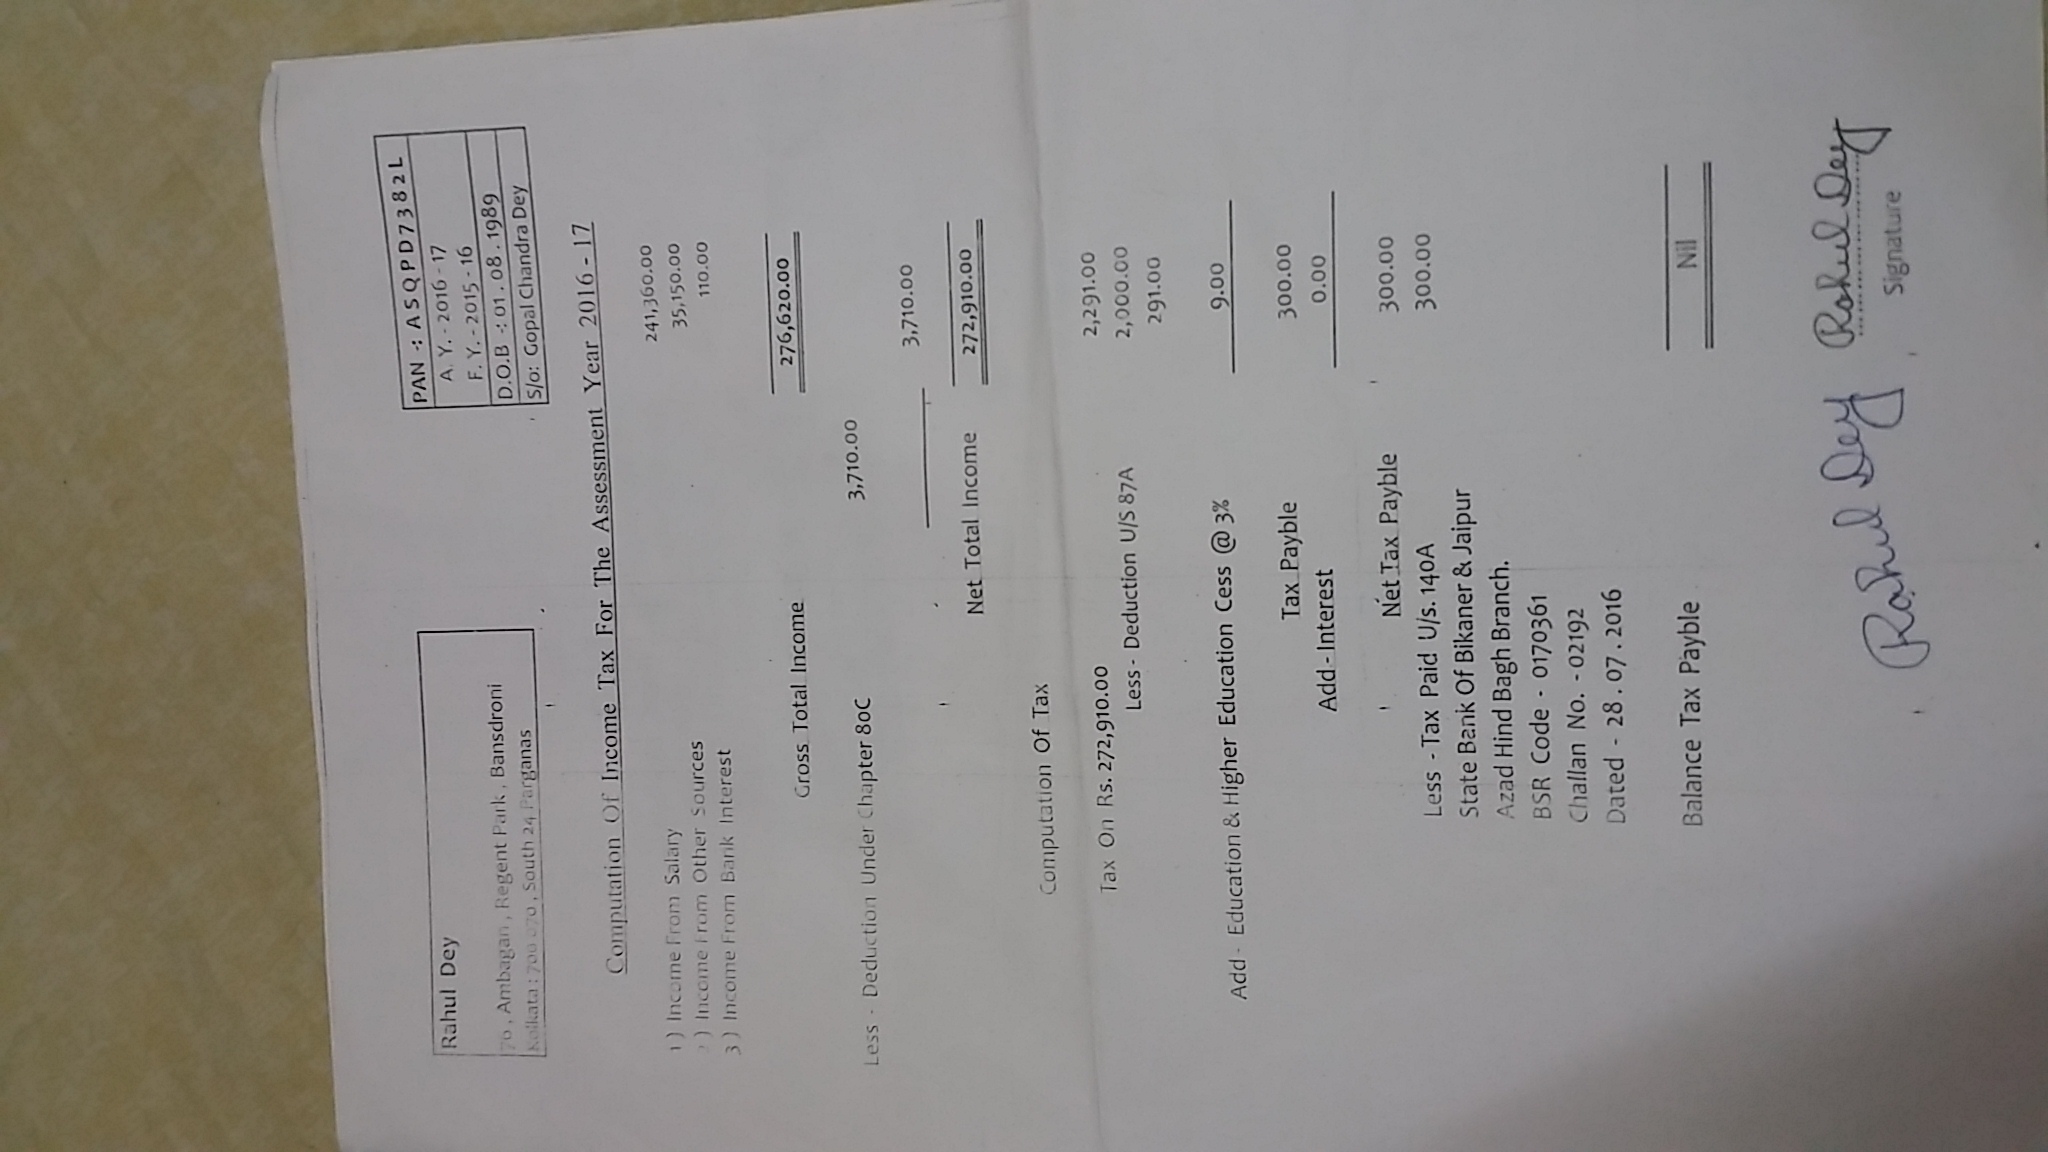 Rahul Dey
70, Ambagan, Regent Park, Bansdroni
Kolkata : 700 070, South 24 Parganas
PAN -: ASQPD7382L
A.Y. - 2016 - 17
F.Y. - 2015 - 16
D.O.B -: 01 . 08 . 1989
S/o: Gopal Chandra Dey
Computation Of Income Tax For The Assessment Year 2016 - 17
1 ) Income From Salary 241,360.00
2 ) Income From Other Sources 35,150.00
3 ) Income From Bank Interest 110.00
Gross Total Income 276,620.00
Less - Deduction Under Chapter 80C 3,710.00
3,710.00
Net Total Income 272,910.00
Computation Of Tax
Tax On Rs. 272,910.00 2,291.00
Less - Deduction U/S 87A 2,000.00
291.00
Add - Education & Higher Education Cess @ 3% 9.00
Tax Payble 300.00
Add - Interest 0.00
Net Tax Payble 300.00
Less - Tax Paid U/s. 140A 300.00
State Bank Of Bikaner & Jaipur
Azad Hind Bagh Branch.
BSR Code - 0170361
Challan No. - 02192
Dated - 28 . 07 . 2016
Balance Tax Payble Nil
Rahul Dey
Rahul Dey
Signature